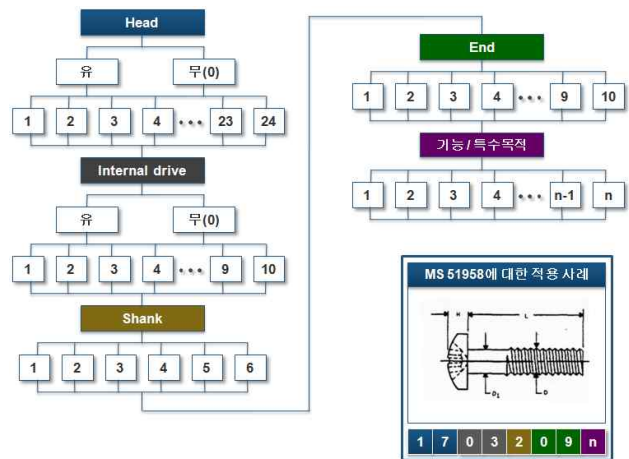 Head
유 무(0)
1 2 3 4 ••• 23 24
Internal drive
유 무(0)
1 2 3 4 ••• 9 10
Shank
1 2 3 4 5 6
End
1 2 3 4 ••• 9 10
기능/특수목적
1 2 3 4 ••• n-1 n
MS 51958에 대한 적용 사례
H L
D₁ D
1 7 0 3 2 0 9 n